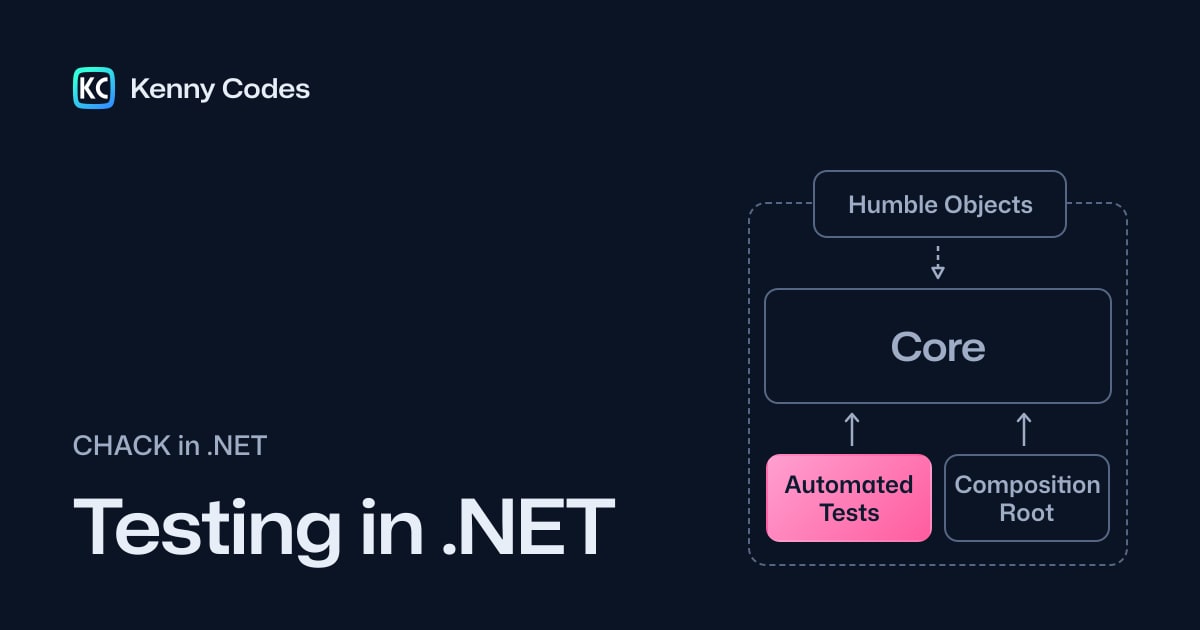 KC
Kenny Codes
Humble Objects
Core
Automated
Tests
Composition
Root
CHACK in .NET
Testing in .NET